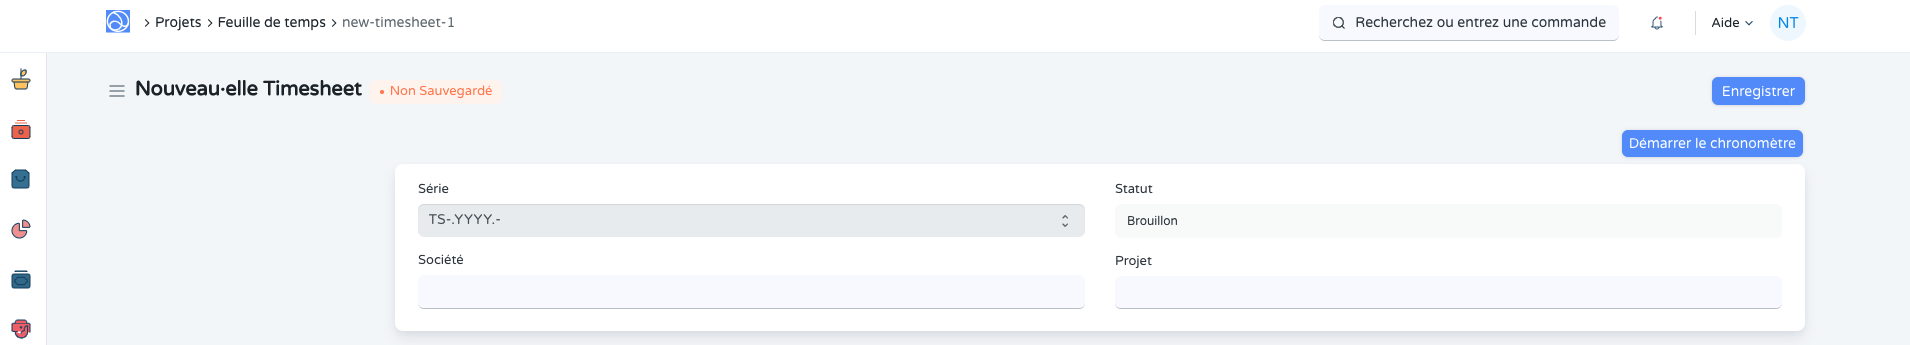 Projets
Feuille de temps
new-timesheet-1
Recherchez ou entrez une commande
Aide
NT
Nouveau·elle Timesheet
Non Sauvegardé
Enregistrer
Démarrer le chronomètre
Série
Statut
TS-.YYYY.-
Brouillon
Société
Projet